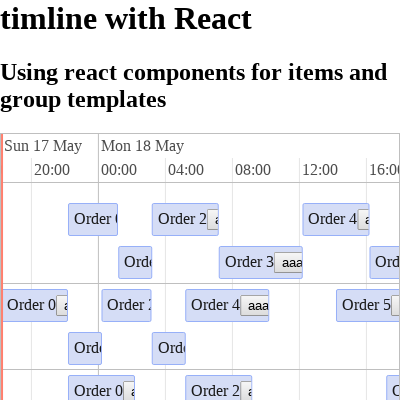 timline with React
Using react components for items and
group templates
Sun 17 May Mon 18 May
20:00 00:00 04:00 08:00 12:00 16:00
Order Order 2 Order 4
Order 3 aaa
Order 0 Order Order 4 aaa Order 5
Order 0 Order 2